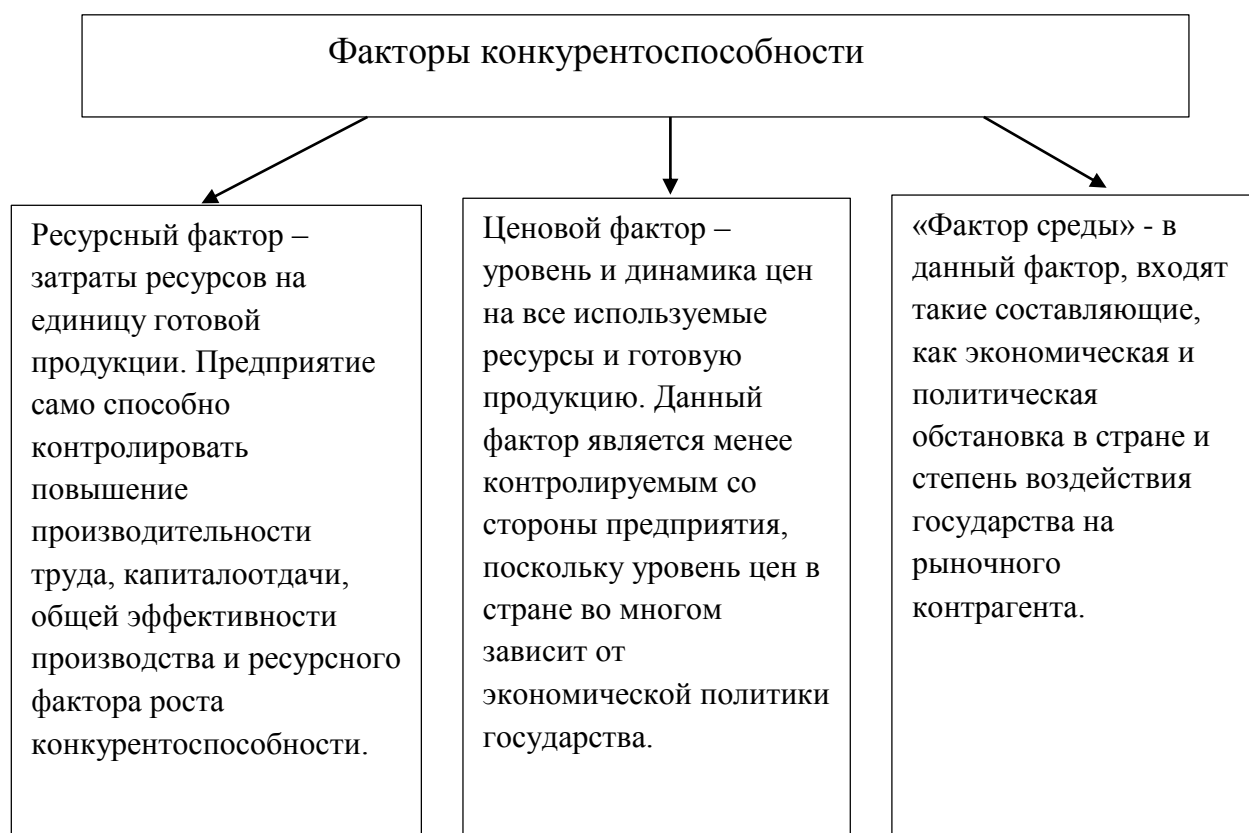 Факторы конкурентоспособности
Ресурсный фактор –
затраты ресурсов на
единицу готовой
продукции. Предприятие
само способно
контролировать
повышение
производительности
труда, капиталоотдачи,
общей эффективности
производства и ресурсного
фактора роста
конкурентоспособности.
Ценовой фактор –
уровень и динамика цен
на все используемые
ресурсы и готовую
продукцию. Данный
фактор является менее
контролируемым со
стороны предприятия,
поскольку уровень цен в
стране во многом
зависит от
экономической политики
государства.
«Фактор среды» - в
данный фактор, входят
такие составляющие,
как экономическая и
политическая
обстановка в стране и
степень воздействия
государства на
рыночного
контрагента.